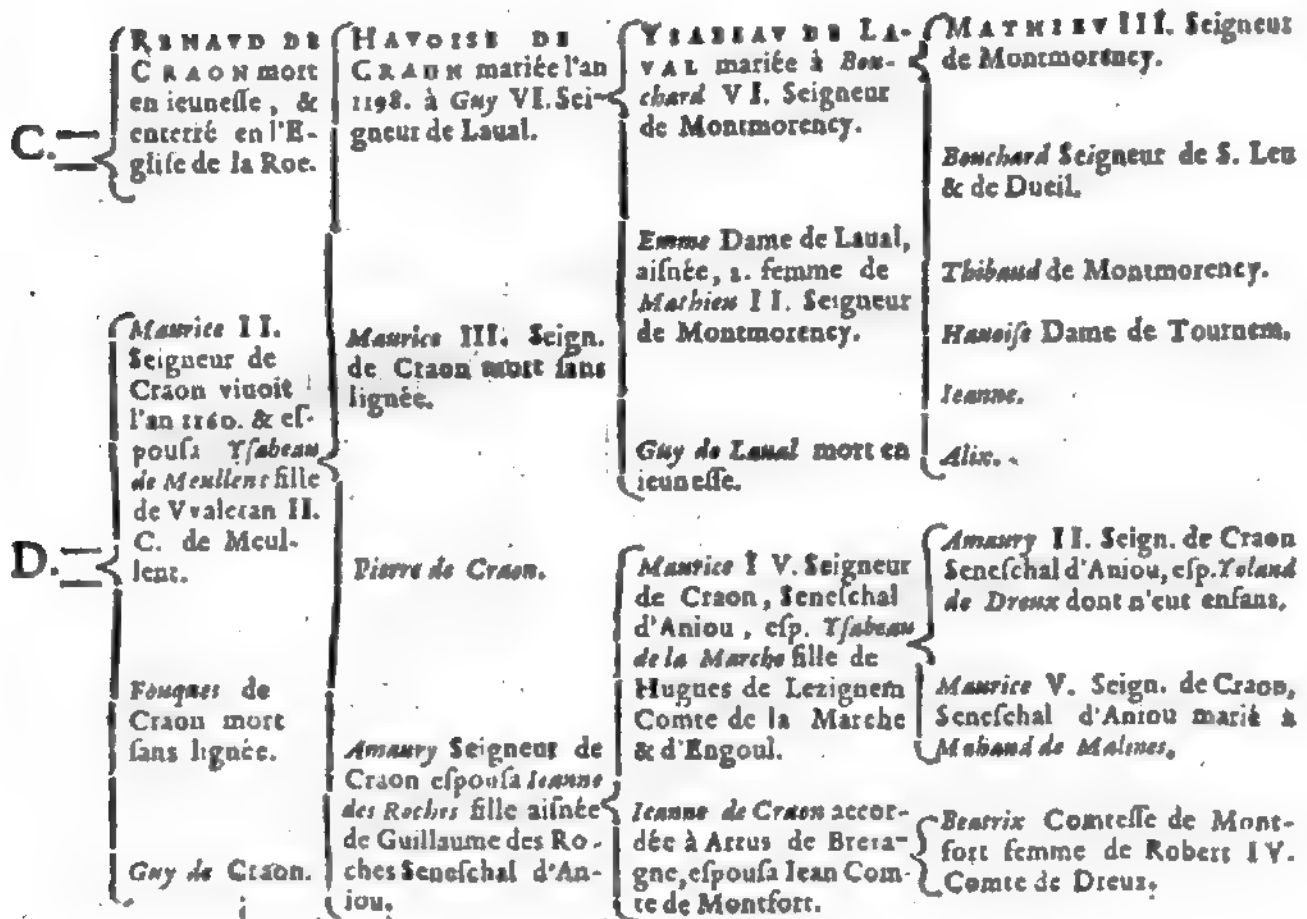 C.
RENAVD DE
CRAON mort
en ieunesſe, &
enterré en l'E-
gliſe de la Roe.
D.
Maurice II.
Seigneur de
Craon viuoit
l'an 1160. & eſ-
pouſa Yſabeau
de Meullent fille
de Vvaleran II.
C. de Meul-
lent.
Fouques de
Craon mort
ſans lignée.
Guy de Craon.
HAVOISE DE
CRAON mariée l'an
1198. à Guy VI. Sei-
gneur de Laual.
Maurice III. Seign.
de Craon mort ſans
lignée.
Pierre de Craon.
Amaury Seigneur de
Craon eſpouſa Ieanne
des Roches fille aiſnée
de Guillaume des Ro-
ches Seneſchal d'An-
iou.
YSABEAV DE LA-
VAL mariée à Bou-
chard VI. Seigneur
de Montmorency.
Emme Dame de Laual,
aiſnée, 2. femme de
Mathieu II. Seigneur
de Montmorency.
Guy de Laual mort en
ieuneſſe.
Maurice IV. Seigneur
de Craon, Seneſchal
d'Aniou, eſp. Yſabeau
de la Marche fille de
Hugues de Lezignem
Comte de la Marche
& d'Engoul.
Ieanne de Craon accor-
dée à Artus de Breta-
gne, eſpouſa Iean Com-
te de Montfort.
MATHIEV III. Seigneur
de Montmorency.
Bouchard Seigneur de S. Leu
& de Dueil.
Thibaud de Montmorency.
Hauoiſe Dame de Tournem.
Ieanne.
Alix.
Amaury II. Seign. de Craon
Seneſchal d'Aniou, eſp. Yoland
de Dreux dont n'eut enfans.
Maurice V. Seign. de Craon,
Seneſchal d'Aniou marié à
Mahaud de Malines.
Beatrix Comteſſe de Mont-
fort femme de Robert IV.
Comte de Dreux.